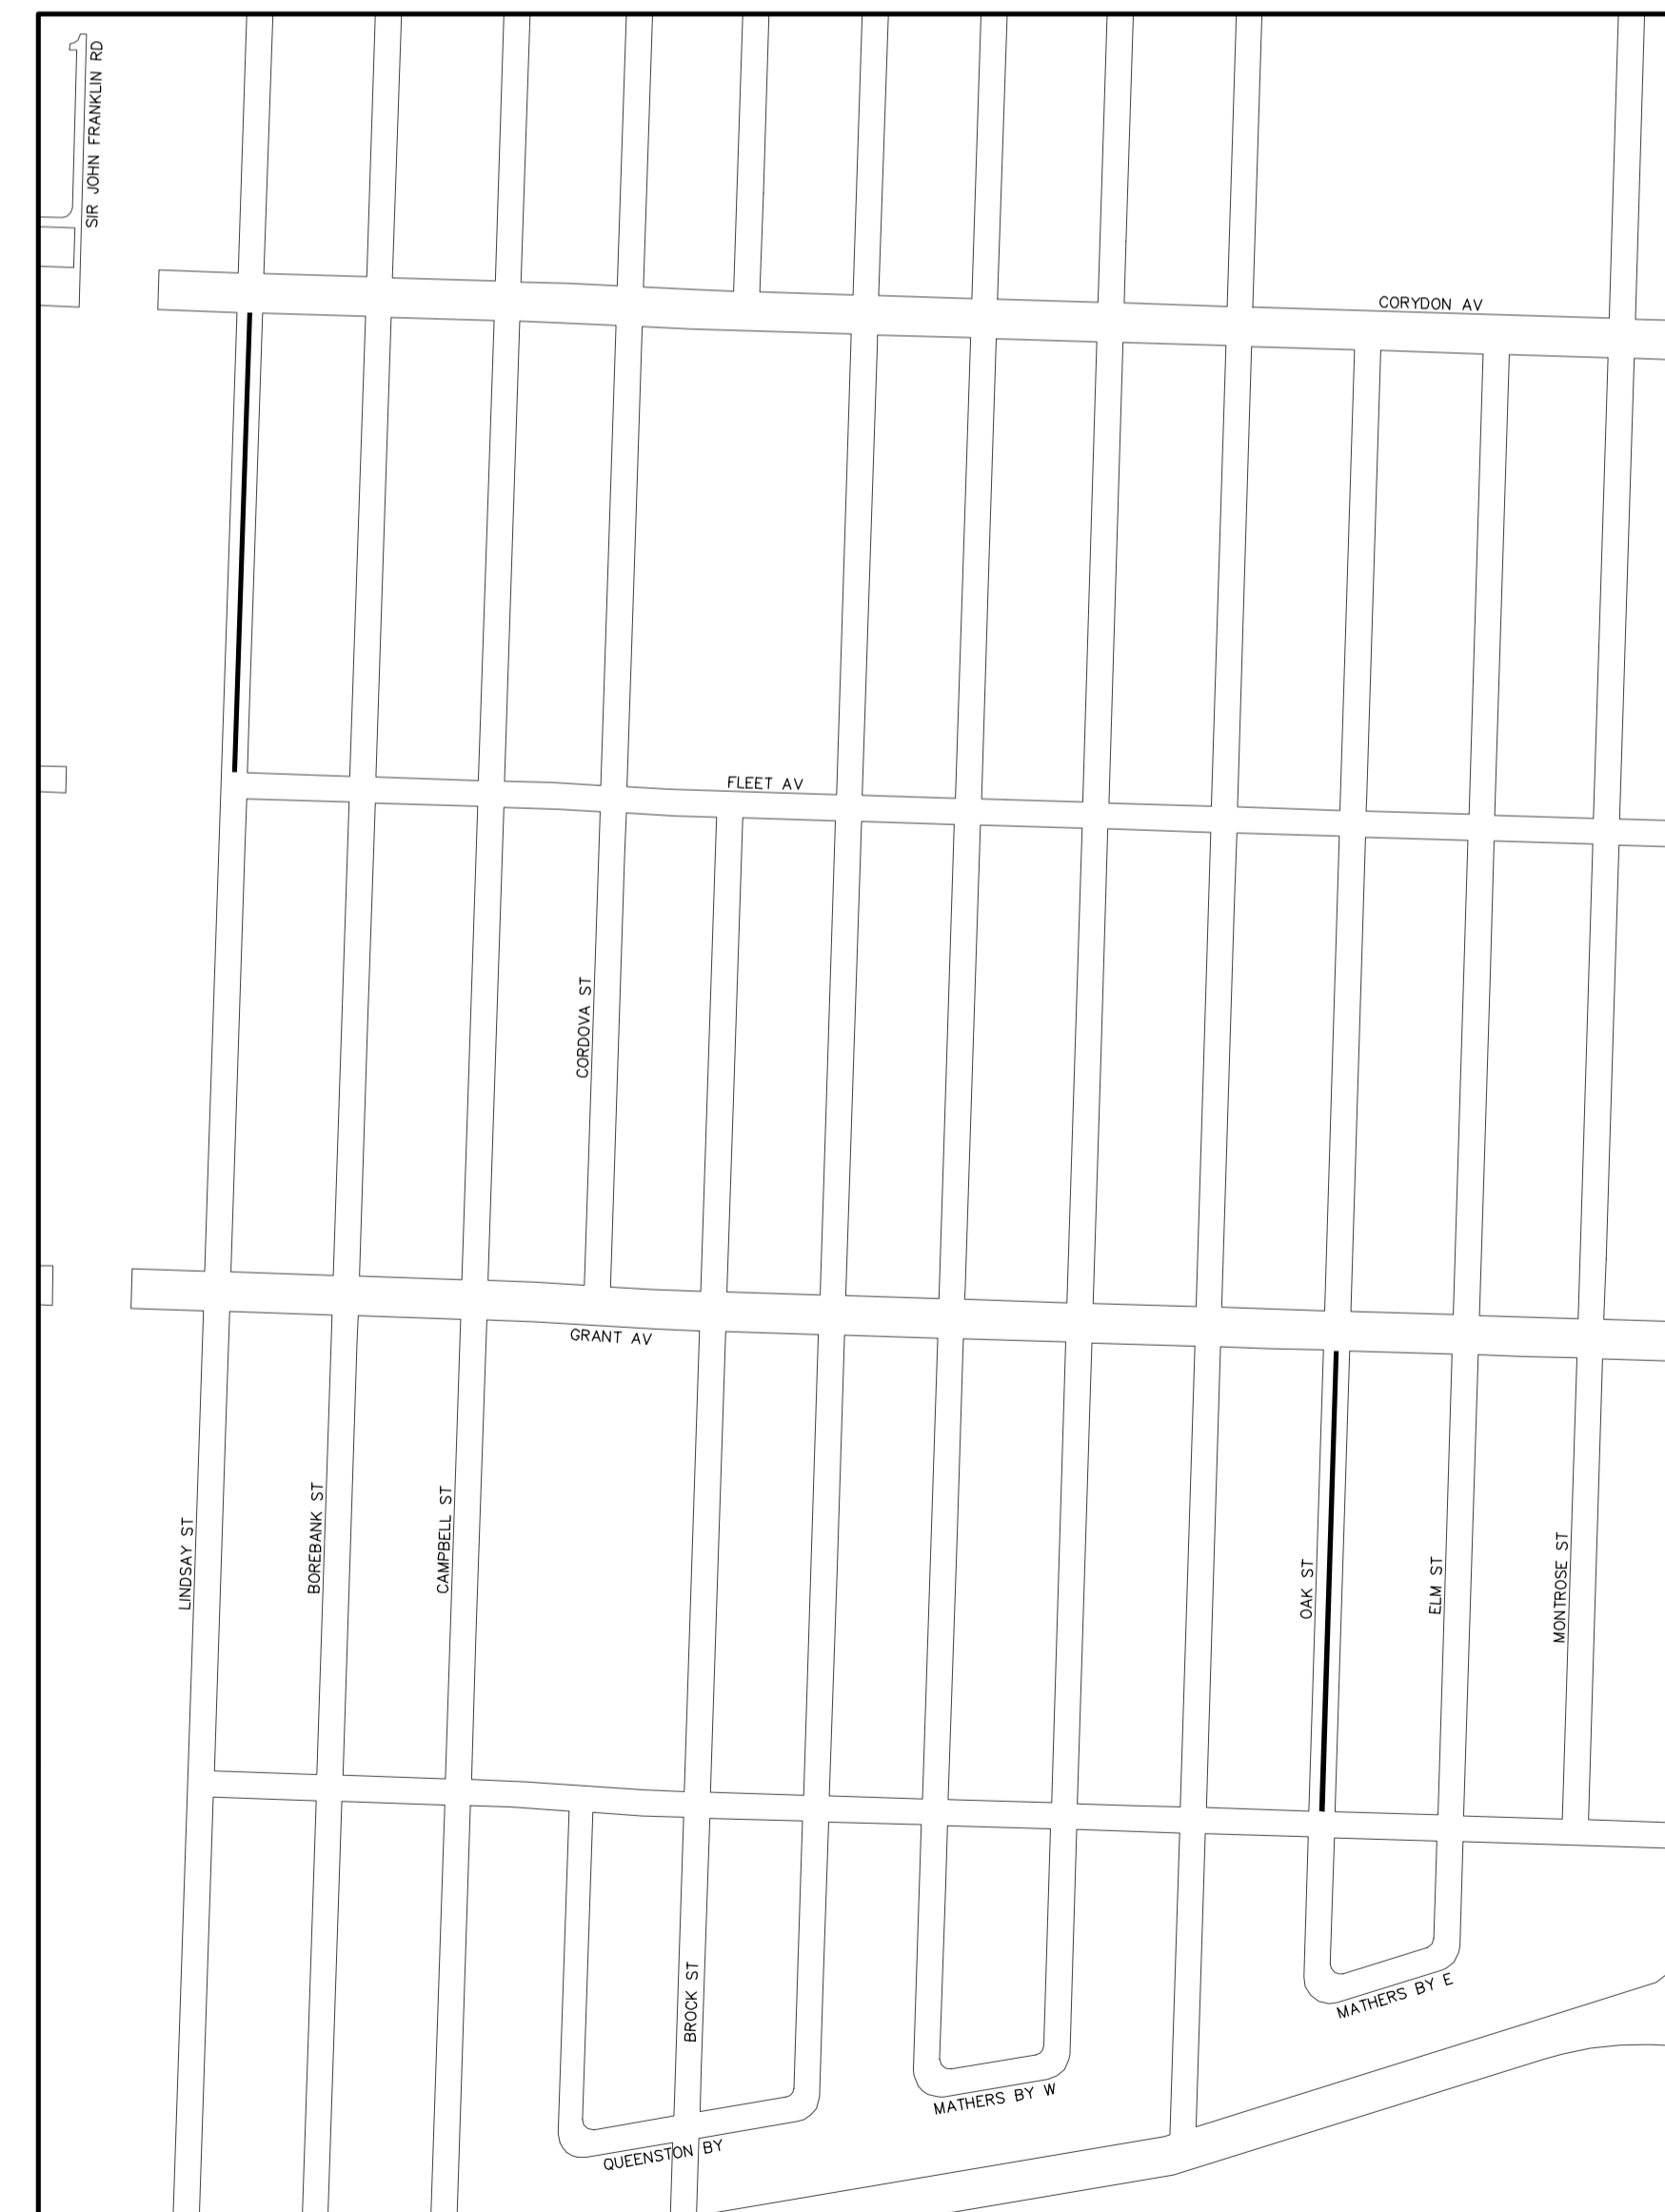 SIR JOHN FRANKLIN RD
CORYDON AV
FLEET AV
CORDOVA ST
GRANT AV
LINDSAY ST
BOREBANK ST
CAMPBELL ST
OAK ST
ELM ST
MONTROSE ST
BROCK ST
MATHERS BY E
MATHERS BY W
QUEENSTON BY